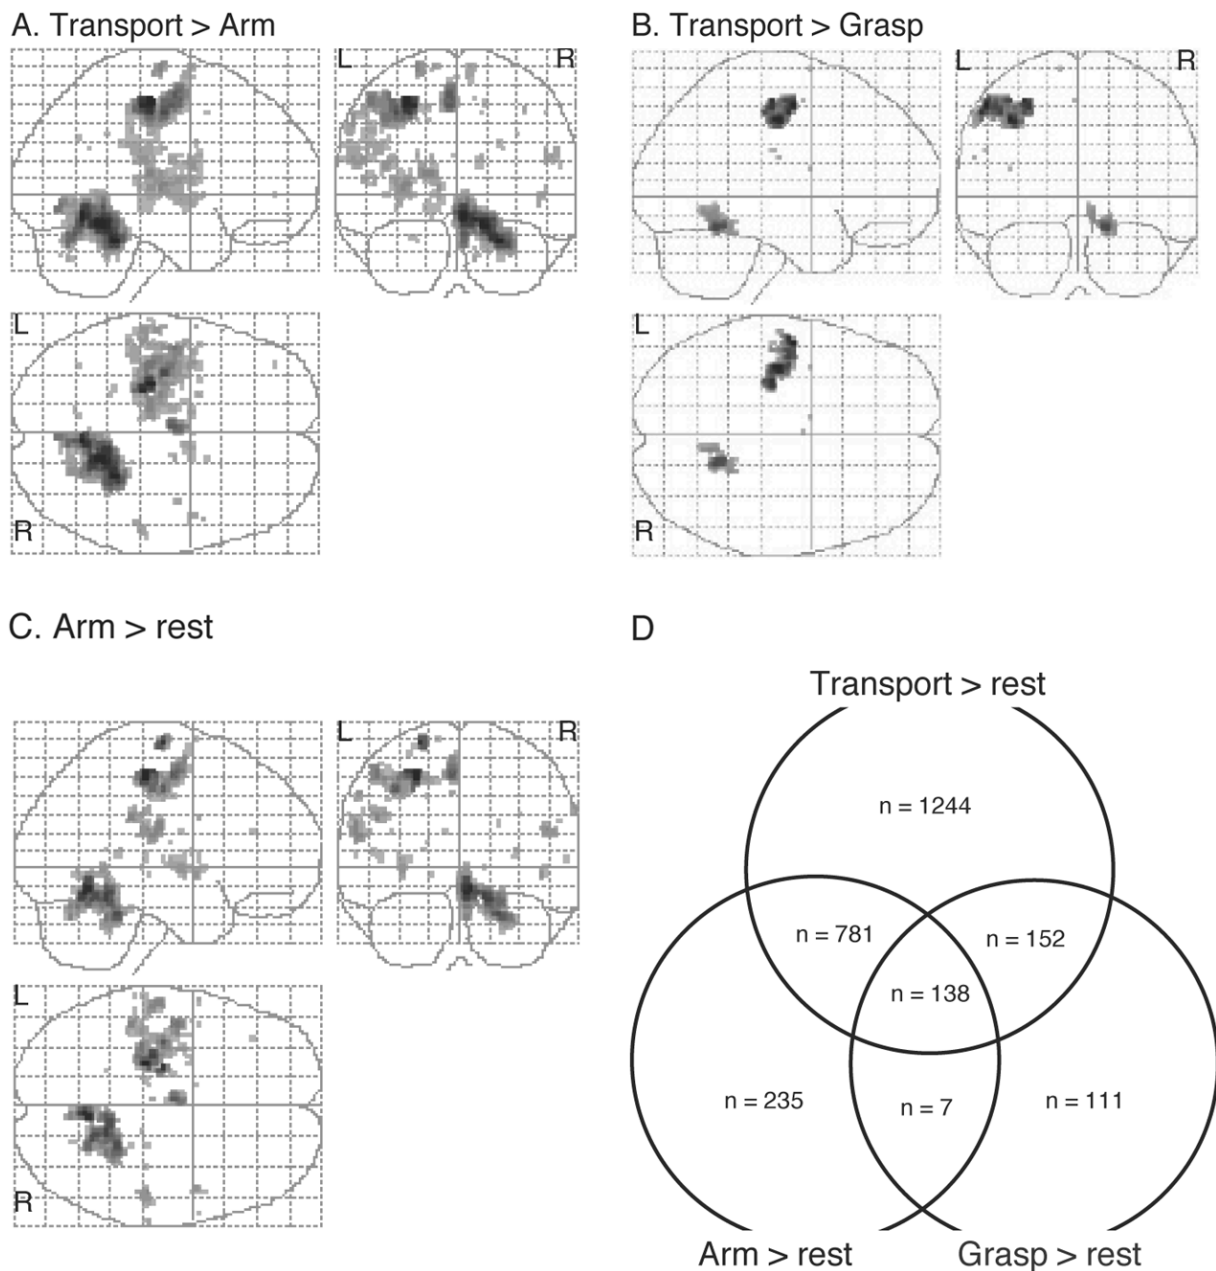 A. Transport > Arm
L
R
L
R
B. Transport > Grasp
L
R
L
R
C. Arm > rest
L
R
L
R
D
Transport > rest
n = 1244
n = 781
n = 152
n = 138
n = 235
n = 7
n = 111
Arm > rest
Grasp > rest